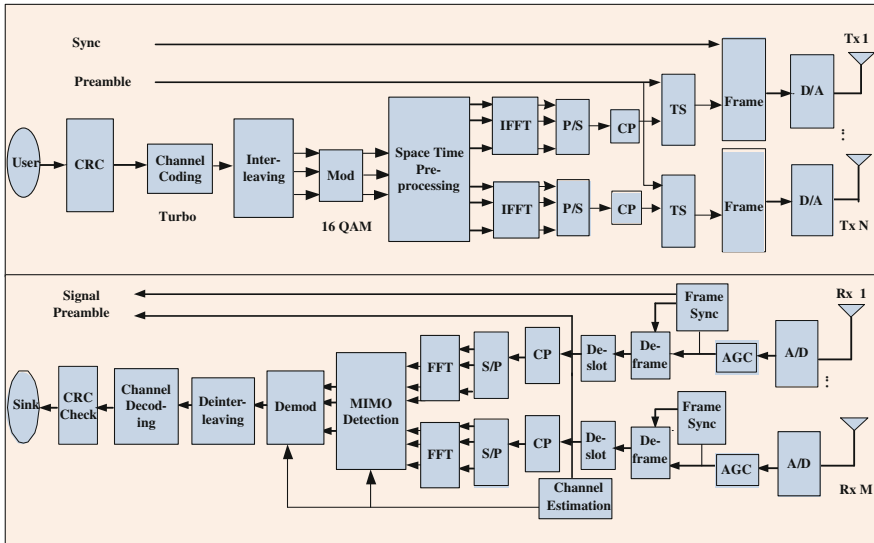 Sync
Tx 1
Preamble
User
CRC
Channel
Coding
Turbo
Inter-
leaving
Mod
16 QAM
Space Time
Pre-
processing
IFFT
P/S
CP
TS
Frame
D/A
...
IFFT
P/S
CP
TS
Frame
D/A
Tx N
Signal
Preamble
Frame
Sync
Rx 1
Sink
CRC
Check
Channel
Decod-
ing
Deinter-
leaving
Demod
MIMO
Detection
FFT
S/P
CP
De-
slot
De-
frame
AGC
A/D
...
Frame
Sync
FFT
S/P
CP
De-
slot
De-
frame
AGC
A/D
Channel
Estimation
Rx M